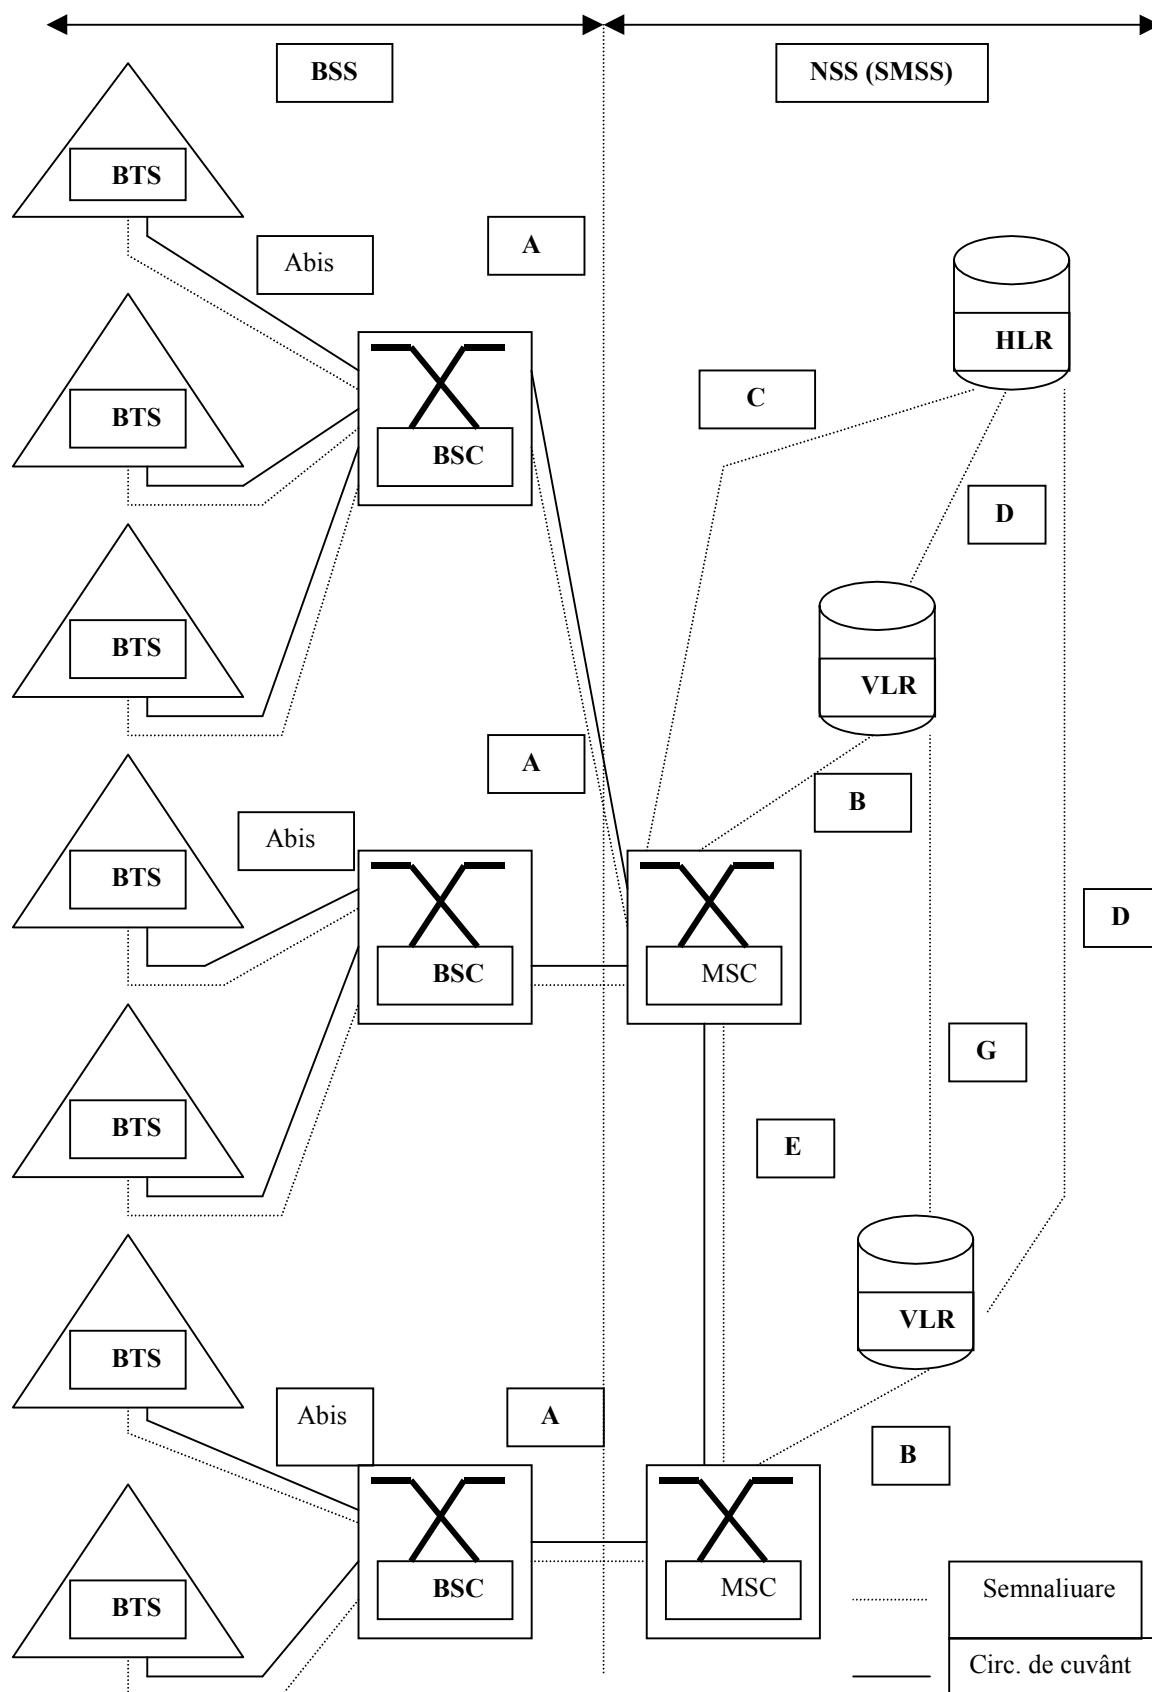 BSS
NSS (SMSS)
BTS
A
Abis
HLR
C
BTS
BSC
D
BTS
VLR
A
B
Abis
BTS
D
BSC
MSC
G
BTS
E
VLR
BTS
Abis
A
B
BSC
MSC
Semnaliuare
BTS
Circ. de cuvânt